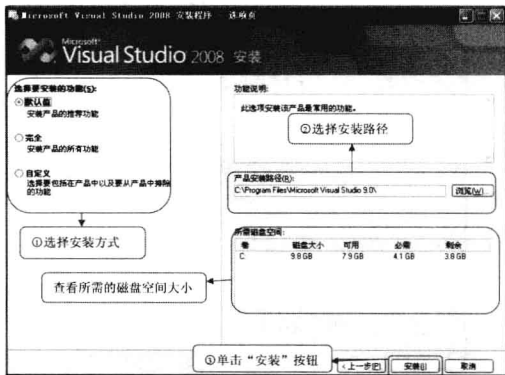 Microsoft Visual Studio 2008 安装程序 - 选项页
Microsoft
Visual Studio 2008 安装
选择要安装的功能(S):
默认值
安装产品的推荐功能
完全
安装产品的所有功能
自定义
选择要包括在产品中以及要从产品中排除的功能
①选择安装方式
查看所需的磁盘空间大小
功能说明:
此选项安装该产品最常用的功能。
②选择安装路径
产品安装路径(R):
C:\Program Files\Microsoft Visual Studio 9.0\
浏览(W)...
所需磁盘空间:
卷 磁盘大小 可用 必需 剩余
C: 9.8 GB 7.9 GB 4.1 GB 3.8 GB
③单击“安装”按钮
<上一步(P) 安装(I) 取消